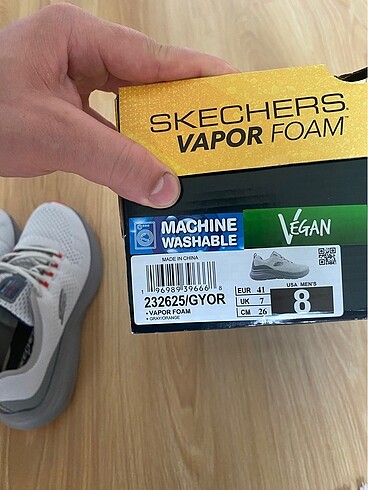 SKECHERS.
VAPOR FOAM™
MACHINE
WASHABLE
VEGAN
MADE IN CHINA
1 96989 39666 8
232625/GYOR
• VAPOR FOAM
• GRAY/ORANGE
EUR 41
UK 7
CM 26
USA MEN'S
8